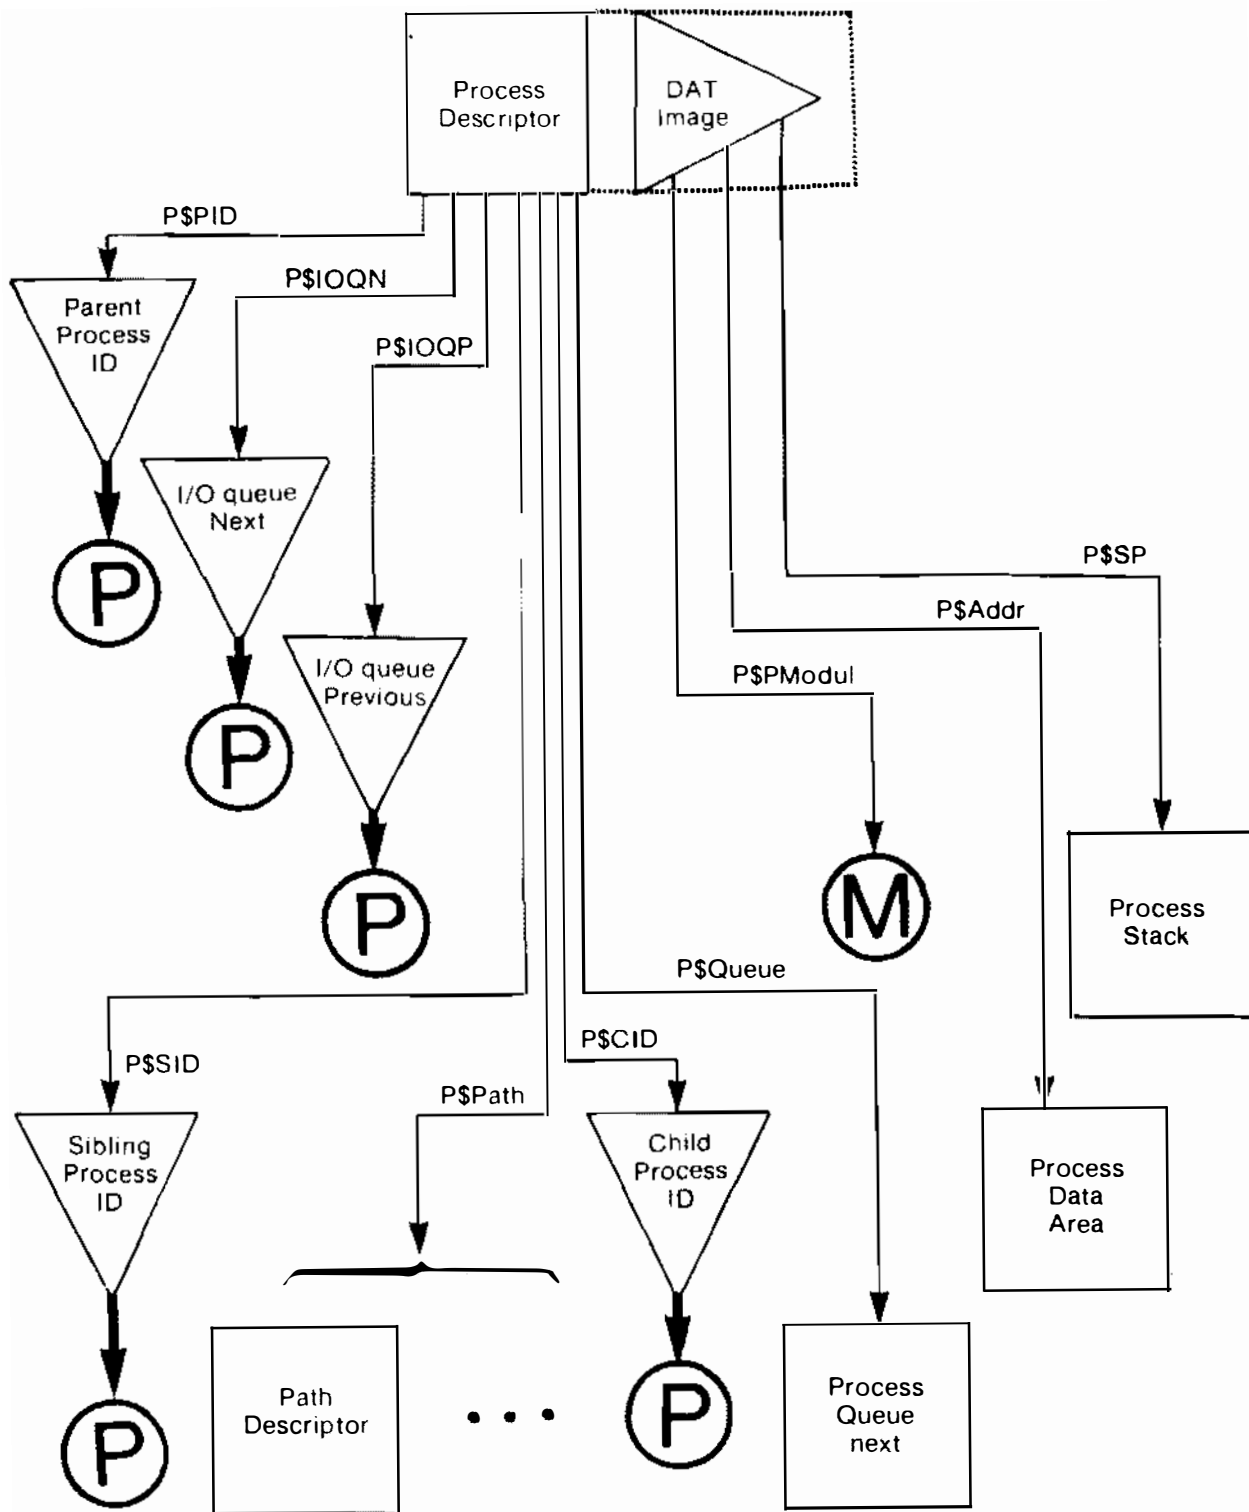 Process
Descriptor
DAT
Image
P$PID
P$IOQN
Parent
Process
ID
P$IOQP
I/O queue
Next
P
P$SP
P$Addr
I/O queue
Previous
P$PModul
P
P
M
Process
Stack
P$Queue
P$CID
P$SID
P$Path
Sibling
Process
ID
Child
Process
ID
Process
Data
Area
Path
Descriptor
• • •
P
P
Process
Queue
next